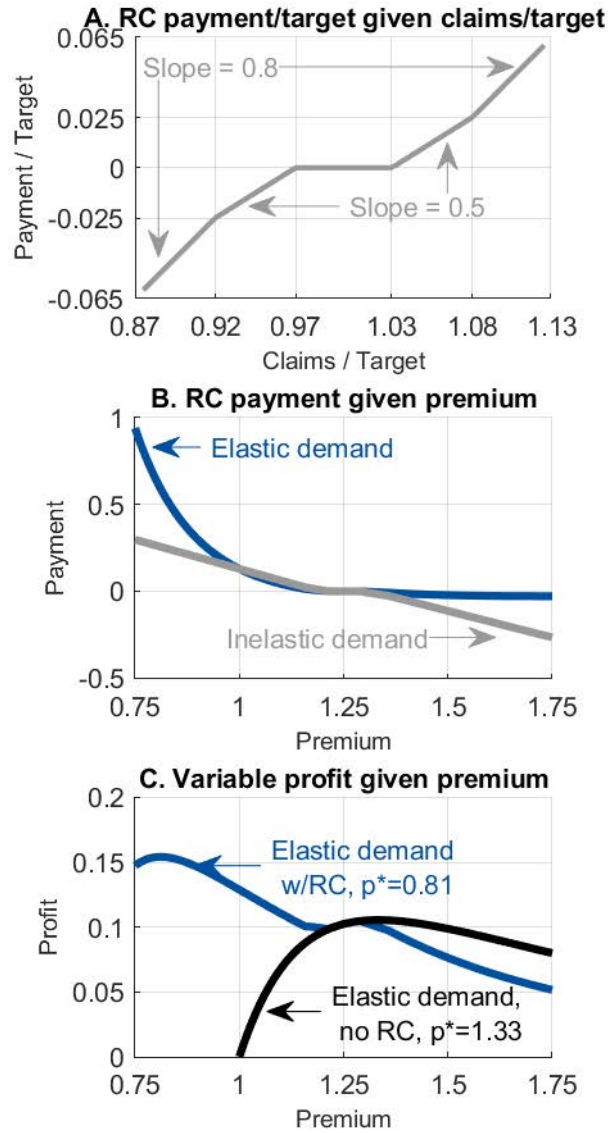 A. RC payment/target given claims/target
0.065
0.025
0
-0.025
-0.065
Payment / Target
Slope = 0.8
Slope = 0.5
0.87 0.92 0.97 1.03 1.08 1.13
Claims / Target
B. RC payment given premium
1
0.5
0
-0.5
Payment
Elastic demand
Inelastic demand
0.75 1 1.25 1.75
Premium
C. Variable profit given premium
0.2
0.15
0.1
0.05
0
Profit
Elastic demand
w/RC, p*=0.81
Elastic demand,
no RC, p*=1.33
0.75 1 1.25 1.5 1.75
Premium